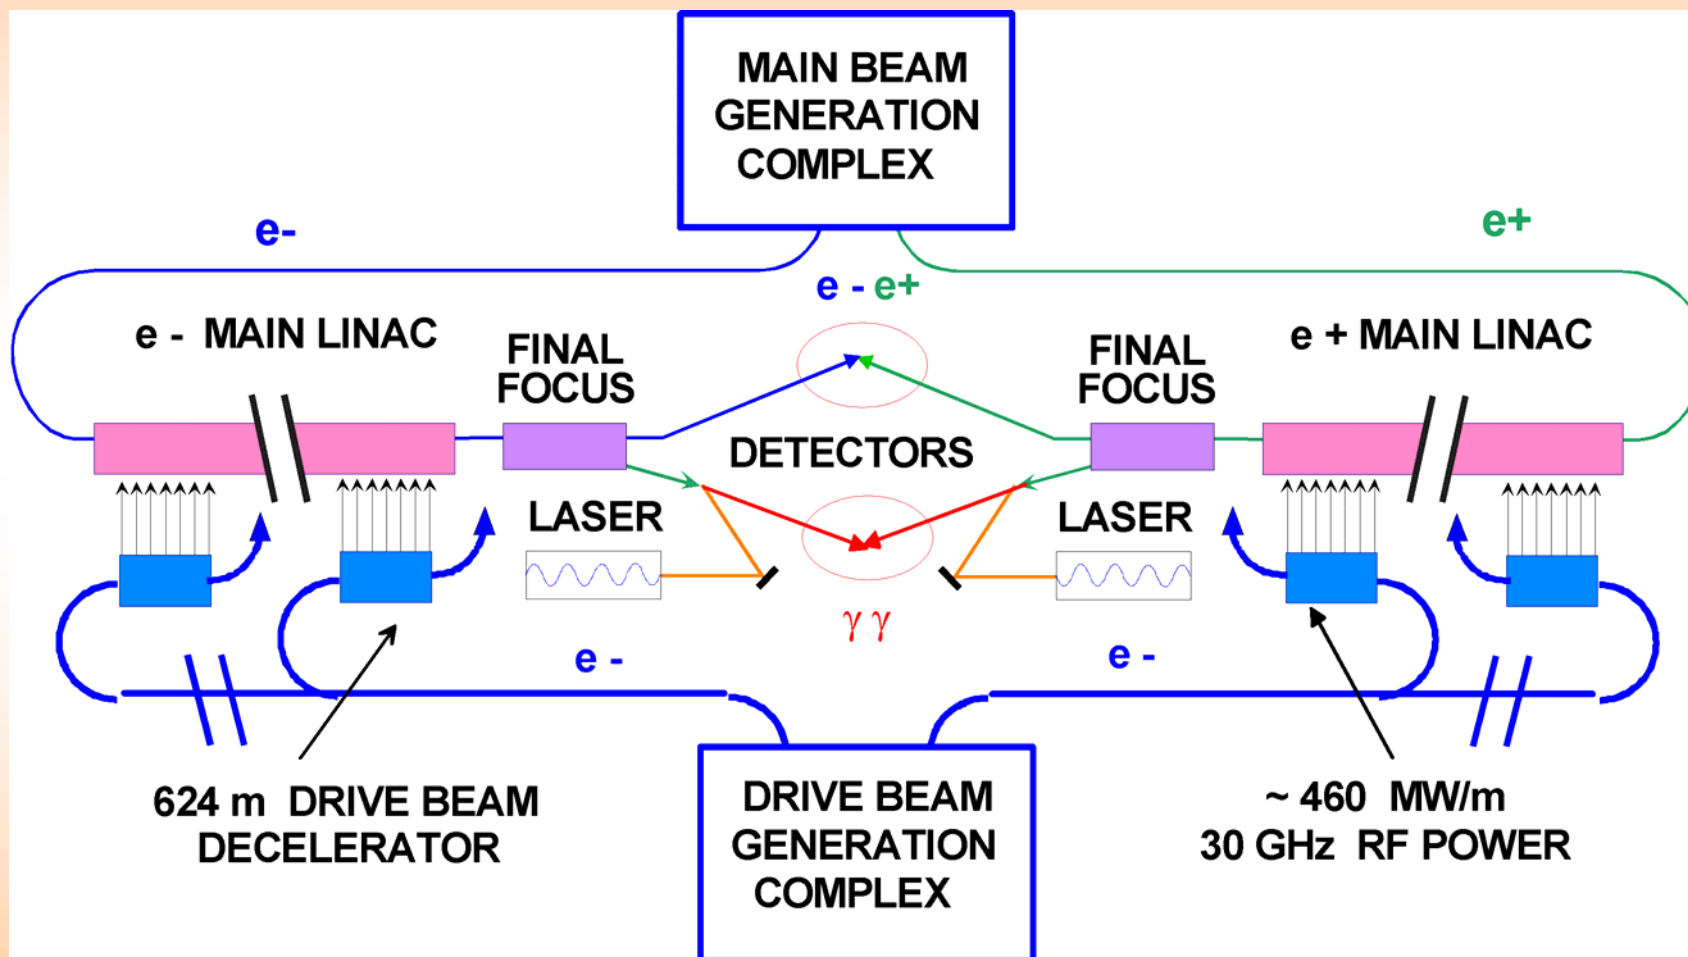 MAIN BEAM
GENERATION
COMPLEX
e-
e+
e - e+
e - MAIN LINAC
FINAL
FOCUS
FINAL
FOCUS
e + MAIN LINAC
DETECTORS
LASER
LASER
γ γ
e -
e -
624 m DRIVE BEAM
DECELERATOR
DRIVE BEAM
GENERATION
COMPLEX
~ 460 MW/m
30 GHz RF POWER